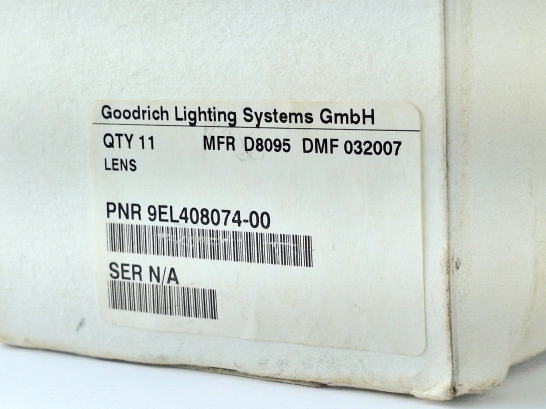 Goodrich Lighting Systems GmbH
QTY 11 MFR D8095 DMF 032007
LENS
PNR 9EL408074-00
SER N/A